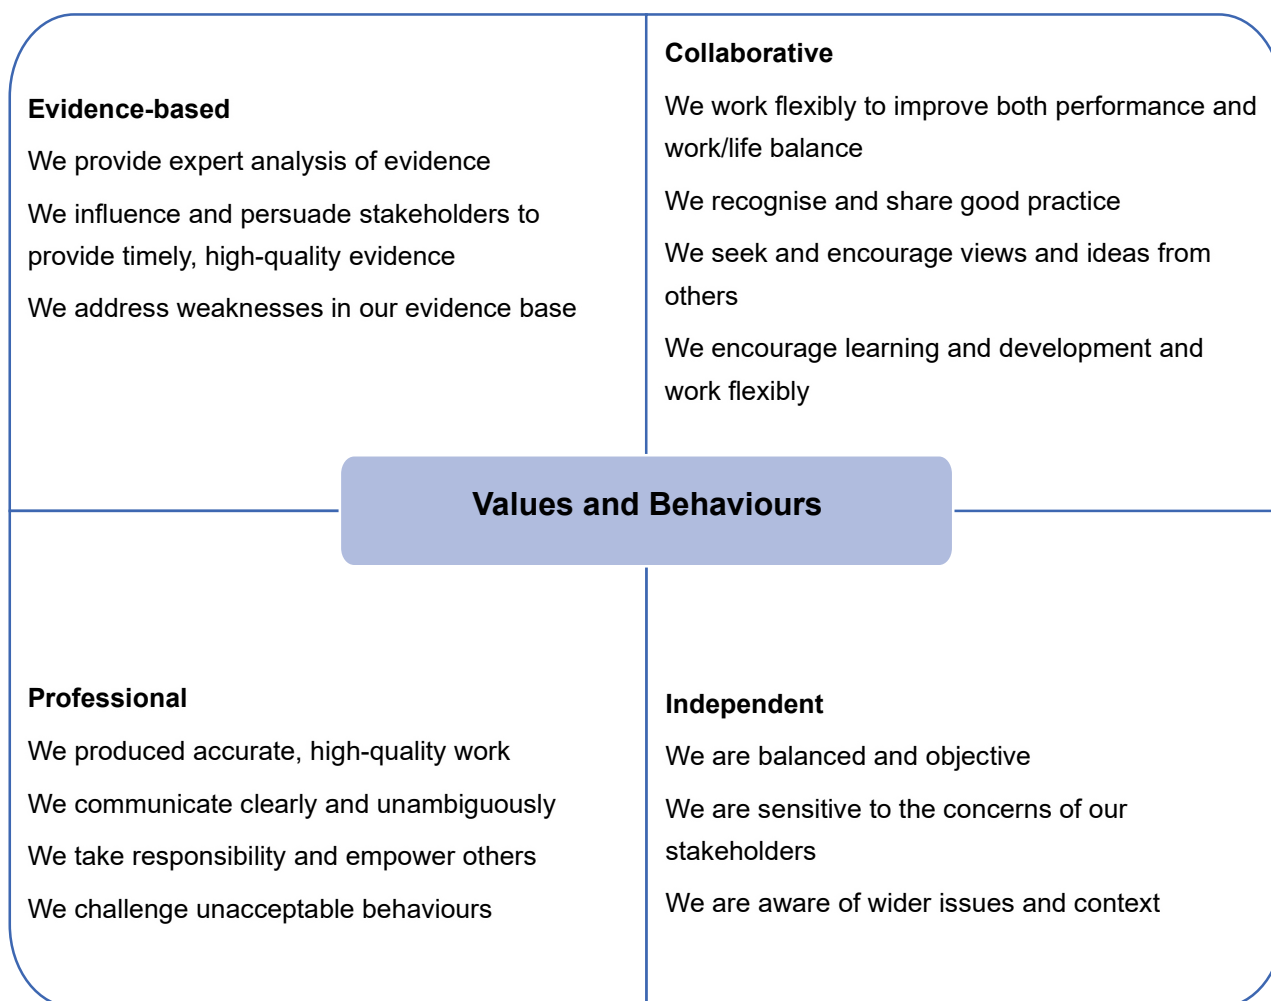 Evidence-based
We provide expert analysis of evidence
We influence and persuade stakeholders to
provide timely, high-quality evidence
We address weaknesses in our evidence base
Collaborative
We work flexibly to improve both performance and
work/life balance
We recognise and share good practice
We seek and encourage views and ideas from
others
We encourage learning and development and
work flexibly
Values and Behaviours
Professional
We produced accurate, high-quality work
We communicate clearly and unambiguously
We take responsibility and empower others
We challenge unacceptable behaviours
Independent
We are balanced and objective
We are sensitive to the concerns of our
stakeholders
We are aware of wider issues and context